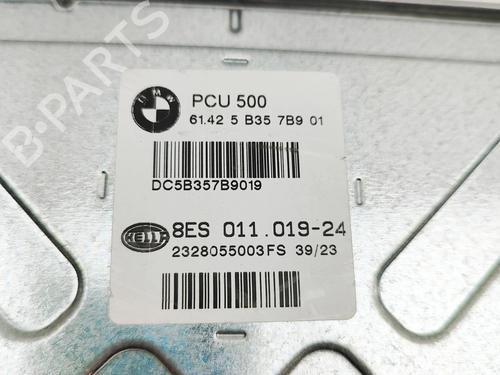 BMW
PCU 500
61.42 5 B35 7B9 01
DC5B357B9019
HELLA
8ES 011.019-24
2328055003FS 39/23
B-PARTS